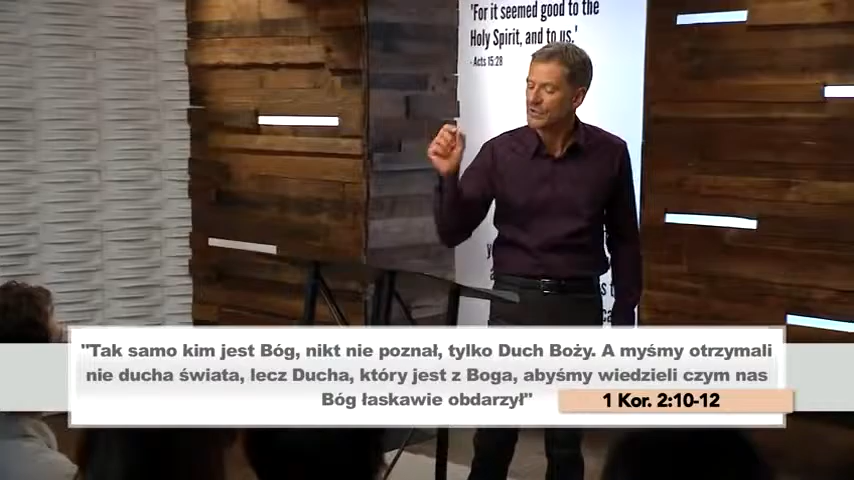 'For it seemed good to the
Holy Spirit, and to us.'
- Acts 15:28
"Tak samo kim jest Bóg, nikt nie poznał, tylko Duch Boży. A myśmy otrzymali
nie ducha świata, lecz Ducha, który jest z Boga, abyśmy wiedzieli czym nas
Bóg łaskawie obdarzył"
1 Kor. 2:10-12